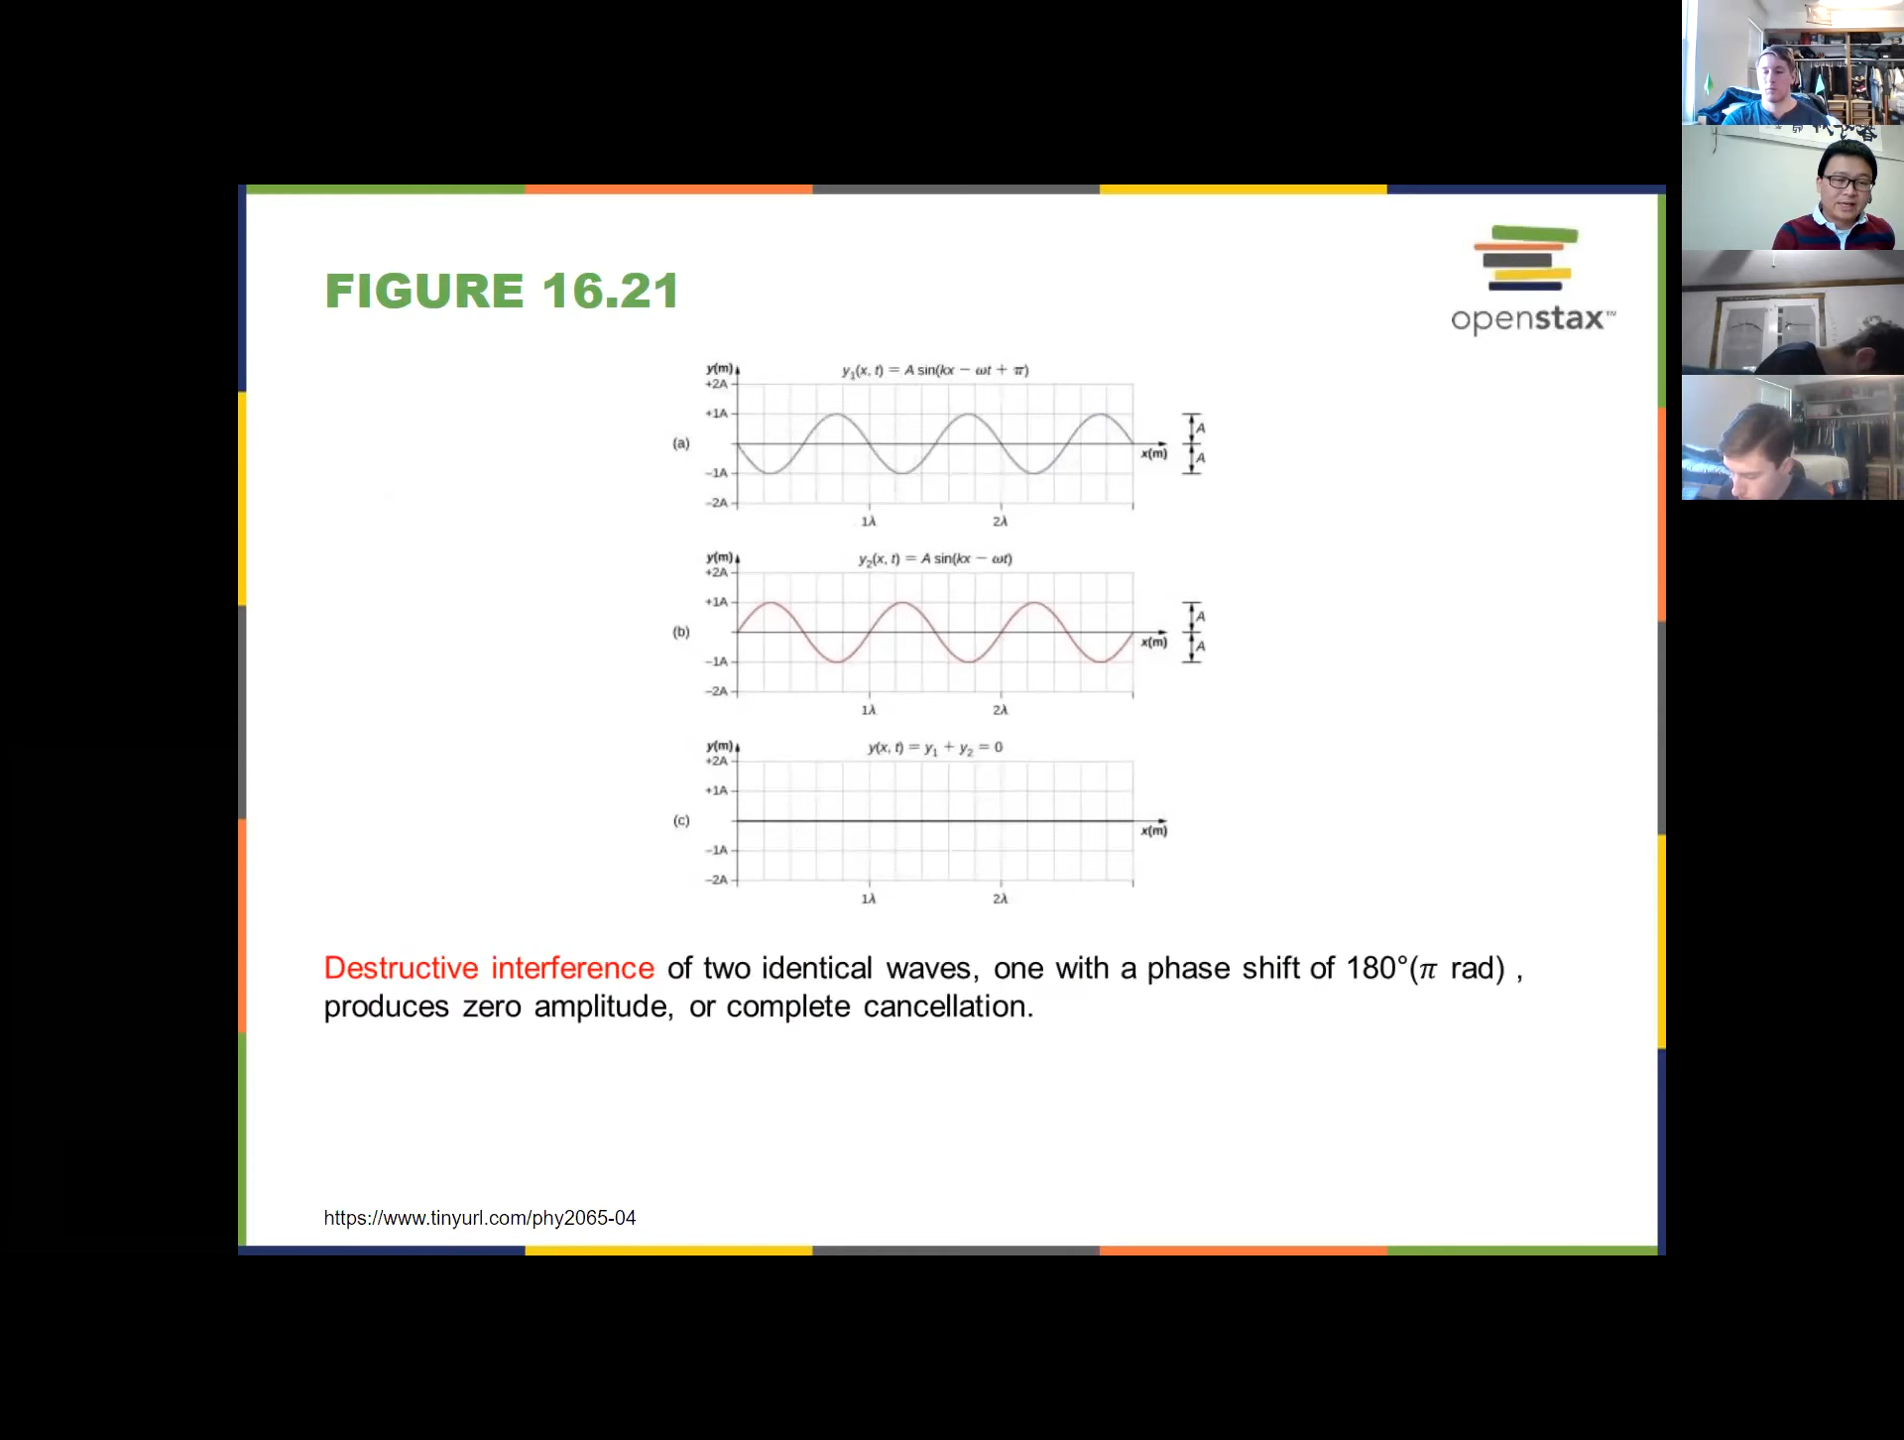 FIGURE 16.21
openstax™
y(m)
y₁(x, t) = A sin(kx − ωt + π)
+2A
+1A
A
(a)
x(m)
A
−1A
−2A
1λ 2λ
y(m)
y₂(x, t) = A sin(kx − ωt)
+2A
+1A
A
(b)
x(m)
A
−1A
−2A
1λ 2λ
y(m)
y(x, t) = y₁ + y₂ = 0
+2A
+1A
(c)
x(m)
−1A
−2A
1λ 2λ
Destructive interference of two identical waves, one with a phase shift of 180°(π rad) ,
produces zero amplitude, or complete cancellation.
https://www.tinyurl.com/phy2065-04